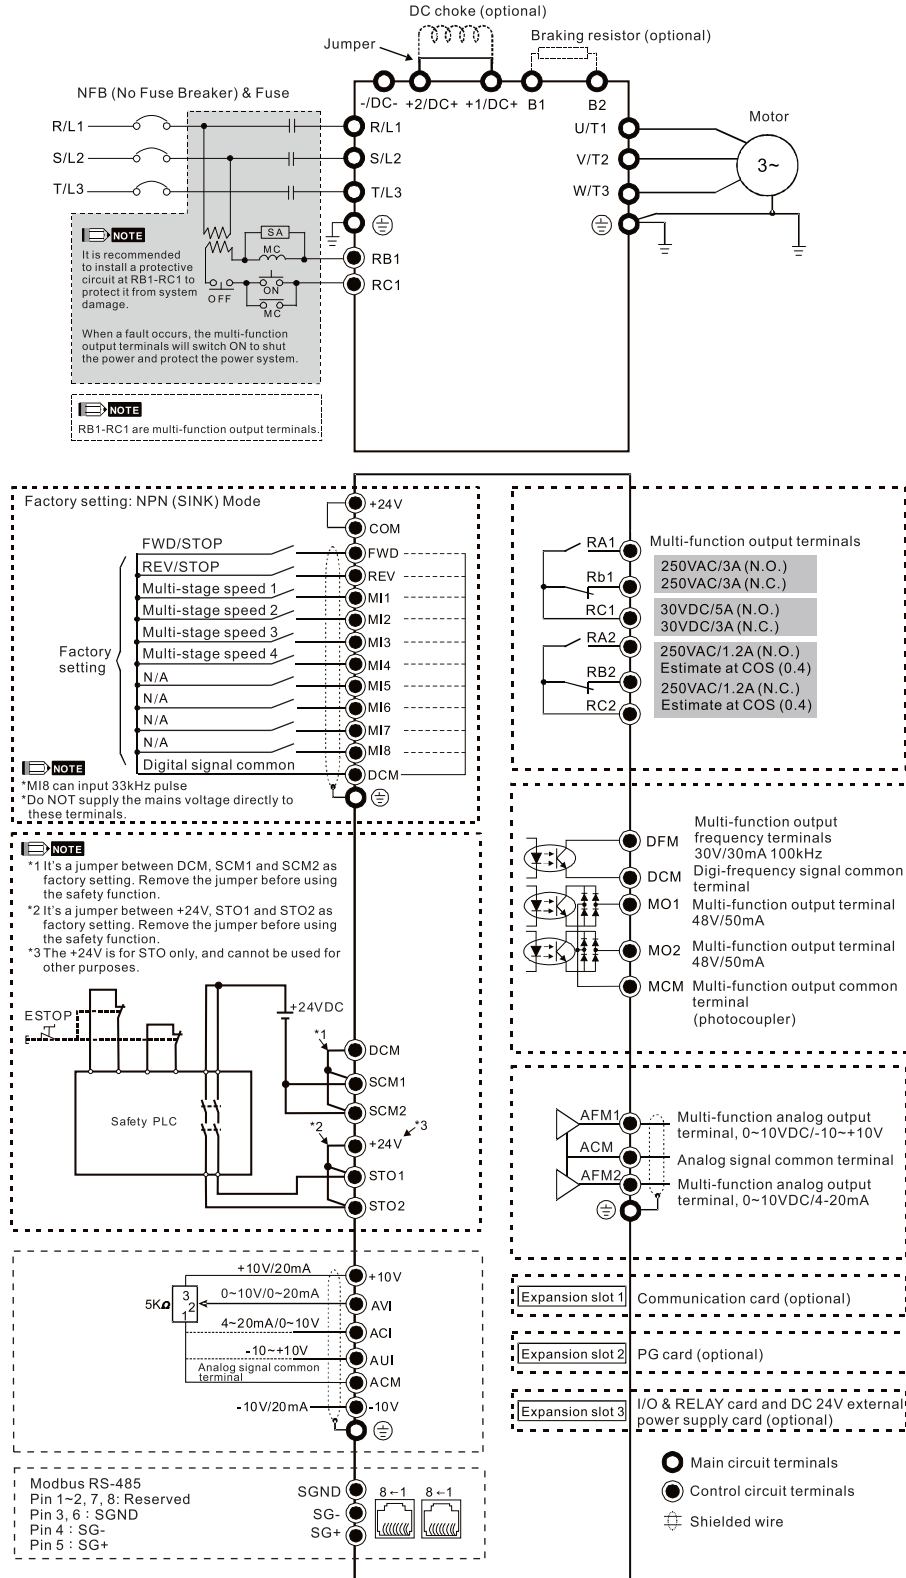 DC choke (optional)
Jumper
Braking resistor (optional)
NFB (No Fuse Breaker) & Fuse
-/DC-
+2/DC+
+1/DC+
B1
B2
Motor
R/L1
R/L1
U/T1
S/L2
S/L2
V/T2
3~
T/L3
T/L3
W/T3
NOTE
It is recommended
to install a protective
circuit at RB1-RC1 to
protect it from system
damage.
When a fault occurs, the multi-function
output terminals will switch ON to shut
the power and protect the power system.
SA
MC
RB1
OFF
ON
MC
RC1
NOTE
RB1-RC1 are multi-function output terminals.
Factory setting: NPN (SINK) Mode
+24V
COM
FWD/STOP
FWD
REV/STOP
REV
Multi-stage speed 1
MI1
Multi-stage speed 2
MI2
Multi-stage speed 3
MI3
Multi-stage speed 4
MI4
Factory
setting
N/A
MI5
N/A
MI6
N/A
MI7
N/A
MI8
Digital signal common
DCM
NOTE
*MI8 can input 33kHz pulse
*Do NOT supply the mains voltage directly to
these terminals.
RA1
Multi-function output terminals
250VAC/3A (N.O.)
250VAC/3A (N.C.)
Rb1
RC1
30VDC/5A (N.O.)
30VDC/3A (N.C.)
RA2
250VAC/1.2A (N.O.)
Estimate at COS (0.4)
RB2
250VAC/1.2A (N.C.)
Estimate at COS (0.4)
RC2
NOTE
*1 It's a jumper between DCM, SCM1 and SCM2 as
factory setting. Remove the jumper before using
the safety function.
*2 It's a jumper between +24V, STO1 and STO2 as
factory setting. Remove the jumper before using
the safety function.
*3 The +24V is for STO only, and cannot be used for
other purposes.
ESTOP
+24VDC
*1
DCM
SCM1
SCM2
Safety PLC
*2
+24V
*3
STO1
STO2
DFM
Multi-function output
frequency terminals
30V/30mA 100kHz
DCM
Digi-frequency signal common
terminal
MO1
Multi-function output terminal
48V/50mA
MO2
Multi-function output terminal
48V/50mA
MCM
Multi-function output common
terminal
(photocoupler)
AFM1
Multi-function analog output
terminal, 0~10VDC/-10~+10V
ACM
Analog signal common terminal
AFM2
Multi-function analog output
terminal, 0~10VDC/4-20mA
+10V/20mA
+10V
5KΩ
3
2
1
0~10V/0~20mA
AVI
4~20mA/0~10V
ACI
-10~+10V
AUI
Analog signal common
terminal
ACM
-10V/20mA
-10V
Expansion slot 1
Communication card (optional)
Expansion slot 2
PG card (optional)
Expansion slot 3
I/O & RELAY card and DC 24V external
power supply card (optional)
Modbus RS-485
Pin 1~2, 7, 8: Reserved
Pin 3, 6 : SGND
Pin 4 : SG-
Pin 5 : SG+
SGND
SG-
SG+
8←1
8←1
Main circuit terminals
Control circuit terminals
Shielded wire